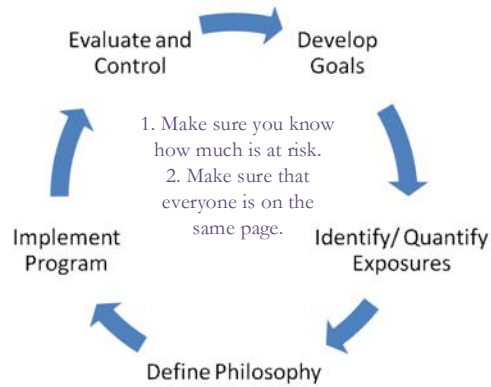 Evaluate and
Control
Develop
Goals
1. Make sure you know
how much is at risk.
2. Make sure that
everyone is on the
same page.
Implement
Program
Identify/ Quantify
Exposures
Define Philosophy